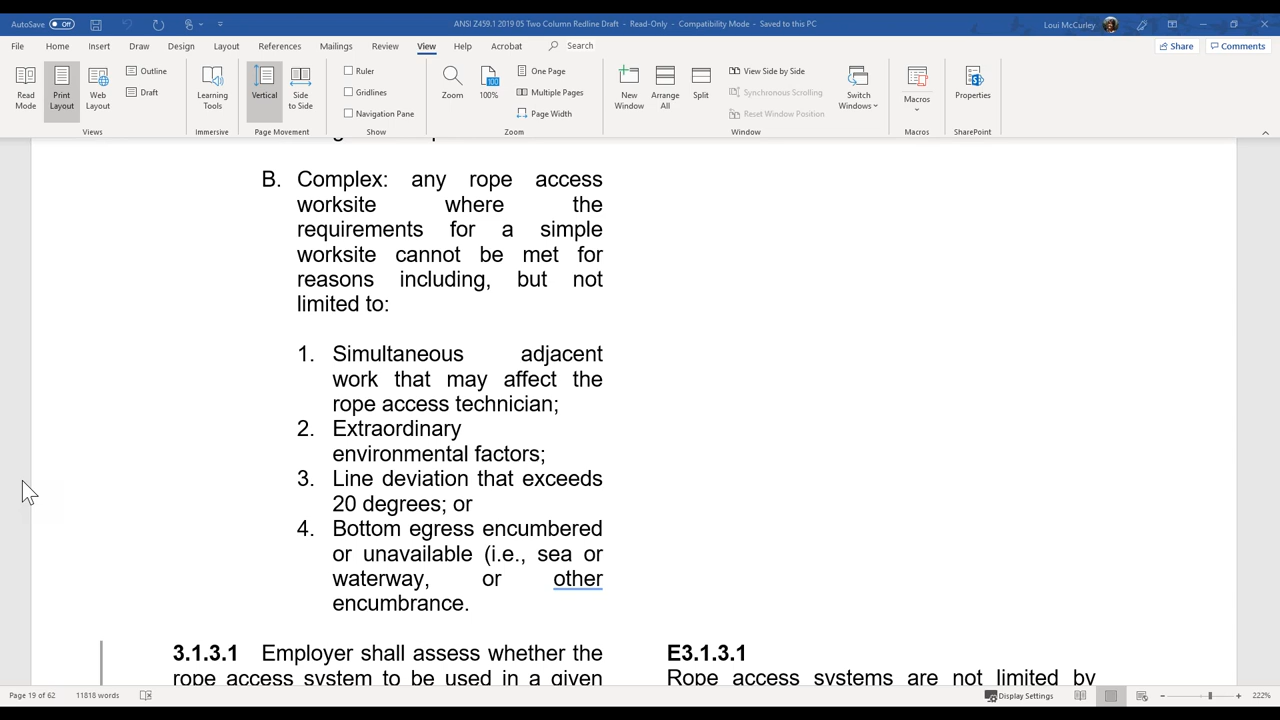 AutoSave Off
ANSI Z459.1 2019 05 Two Column Redline Draft - Read-Only - Compatibility Mode - Saved to this PC
Loui McCurley
File Home Insert Draw Design Layout References Mailings Review View Help Acrobat Search Share Comments
Read Mode
Print Layout
Web Layout
Outline
Draft
Views
Learning Tools
Immersive
Vertical
Side to Side
Page Movement
Ruler
Gridlines
Navigation Pane
Show
Zoom
100
100%
One Page
Multiple Pages
Page Width
Zoom
New Window
Arrange All
Split
View Side by Side
Synchronous Scrolling
Reset Window Position
Window
Switch Windows
Macros
Macros
Properties
SharePoint
B. Complex: any rope access
worksite where the
requirements for a simple
worksite cannot be met for
reasons including, but not
limited to:
1. Simultaneous adjacent
work that may affect the
rope access technician;
2. Extraordinary
environmental factors;
3. Line deviation that exceeds
20 degrees; or
4. Bottom egress encumbered
or unavailable (i.e., sea or
waterway, or other
encumbrance.
3.1.3.1 Employer shall assess whether the
rope access system to be used in a given
E3.1.3.1
Rope access systems are not limited by
Page 19 of 62 11818 words Display Settings 222%